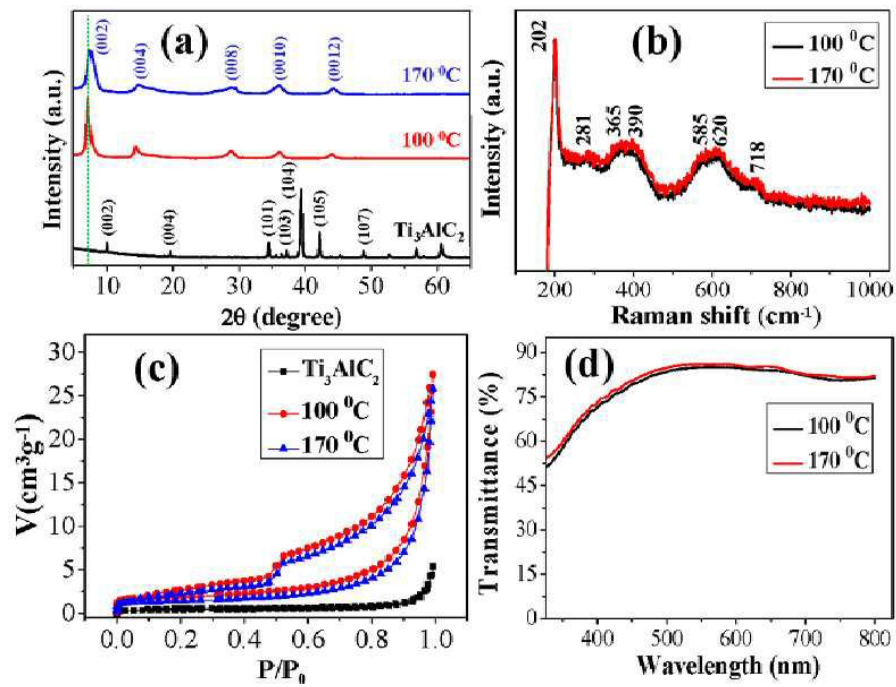 (a)
(002)
(004)
(008)
(0010)
(0012)
170 ⁰C
100 ⁰C
(002)
(004)
(101)
(103)
(104)
(105)
(107)
Ti₃AlC₂
Intensity (a.u.)
10 20 30 40 50 60
2θ (degree)
(b)
100 ⁰C
170 ⁰C
202
281
365
390
585
620
718
Intensity (a.u.)
200 400 600 800 1000
Raman shift (cm⁻¹)
(c)
Ti₃AlC₂
100 ⁰C
170 ⁰C
30
25
20
15
10
5
0
V(cm³g⁻¹)
0.0 0.2 0.4 0.6 0.8 1.0
P/P₀
(d)
100 ⁰C
170 ⁰C
90
75
60
45
30
15
0
Transmittance (%)
400 500 600 700 800
Wavelength (nm)